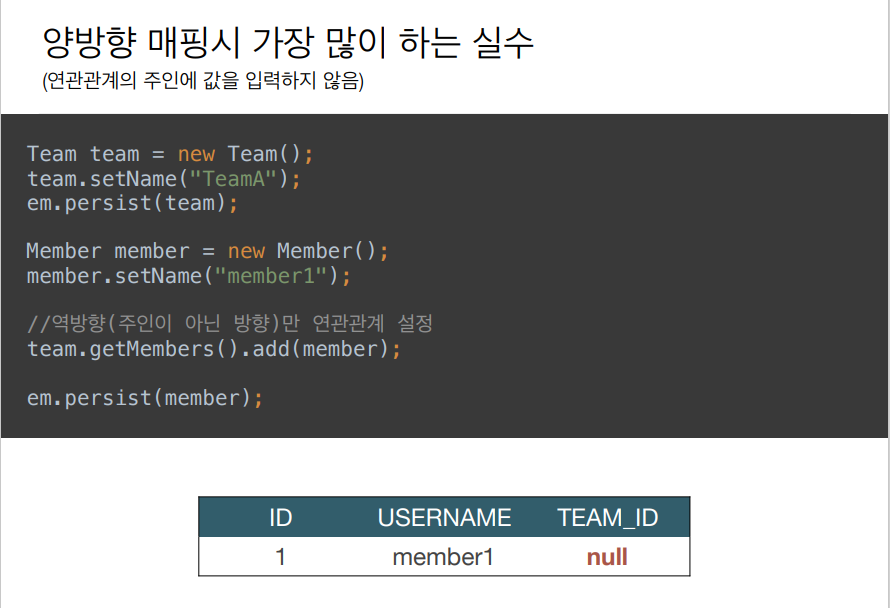 양방향 매핑시 가장 많이 하는 실수
(연관관계의 주인에 값을 입력하지 않음)
Team team = new Team();
team.setName("TeamA");
em.persist(team);
Member member = new Member();
member.setName("member1");
//역방향(주인이 아닌 방향)만 연관관계 설정
team.getMembers().add(member);
em.persist(member);
ID USERNAME TEAM_ID
1 member1 null